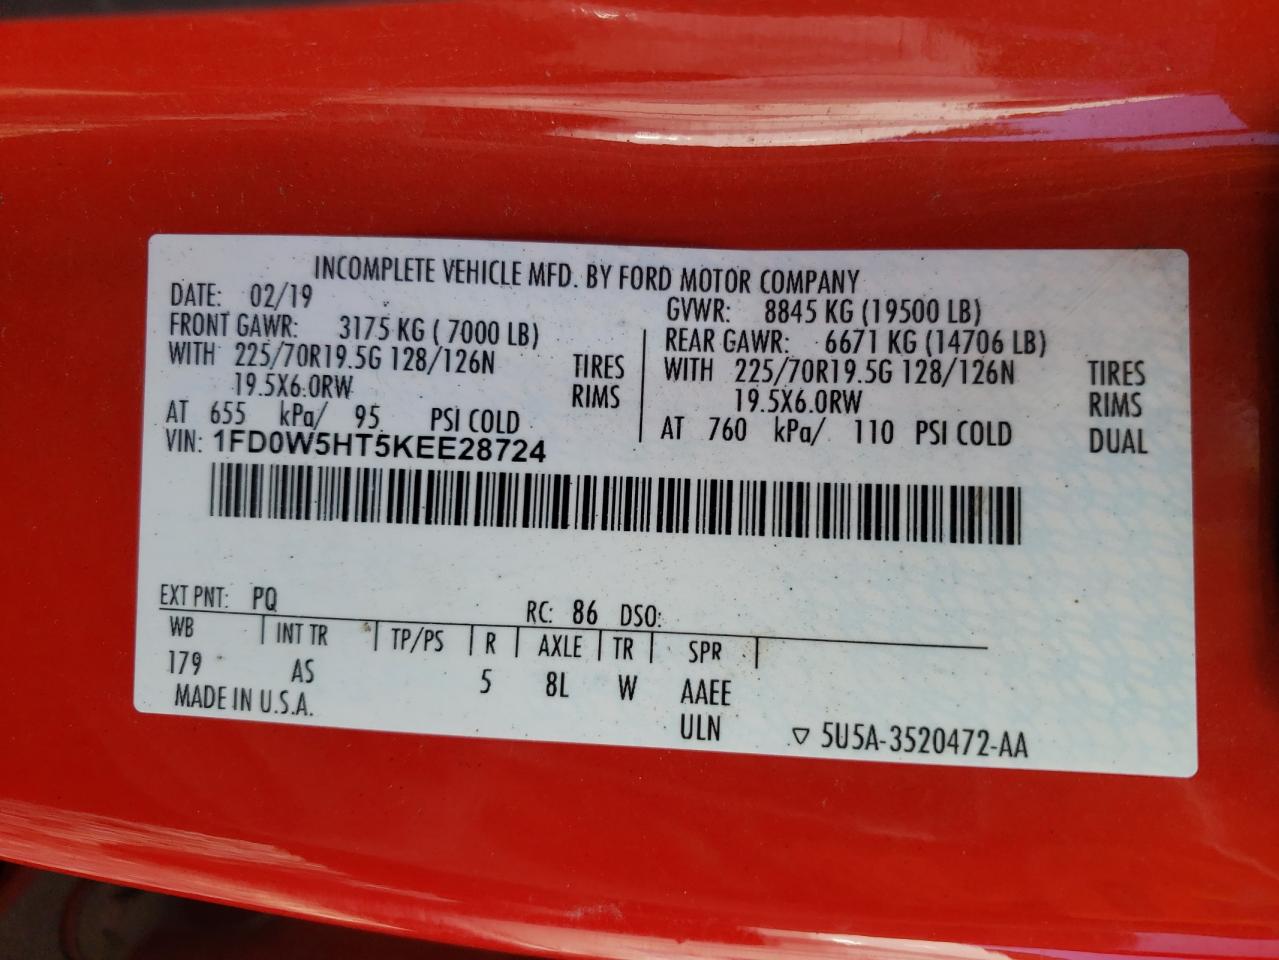 INCOMPLETE VEHICLE MFD. BY FORD MOTOR COMPANY
DATE: 02/19
GVWR: 8845 KG (19500 LB)
FRONT GAWR: 3175 KG ( 7000 LB)
WITH 225/70R19.5G 128/126N TIRES
19.5X6.0RW RIMS
AT 655 kPa/ 95 PSI COLD
REAR GAWR: 6671 KG (14706 LB)
WITH 225/70R19.5G 128/126N TIRES
19.5X6.0RW RIMS
AT 760 kPa/ 110 PSI COLD DUAL
VIN: 1FD0W5HT5KEE28724
EXT PNT: PQ RC: 86 DSO:
WB INT TR TP/PS R AXLE TR SPR
179 AS 5 8L W AAEE
MADE IN U.S.A. ULN ▽ 5U5A-3520472-AA